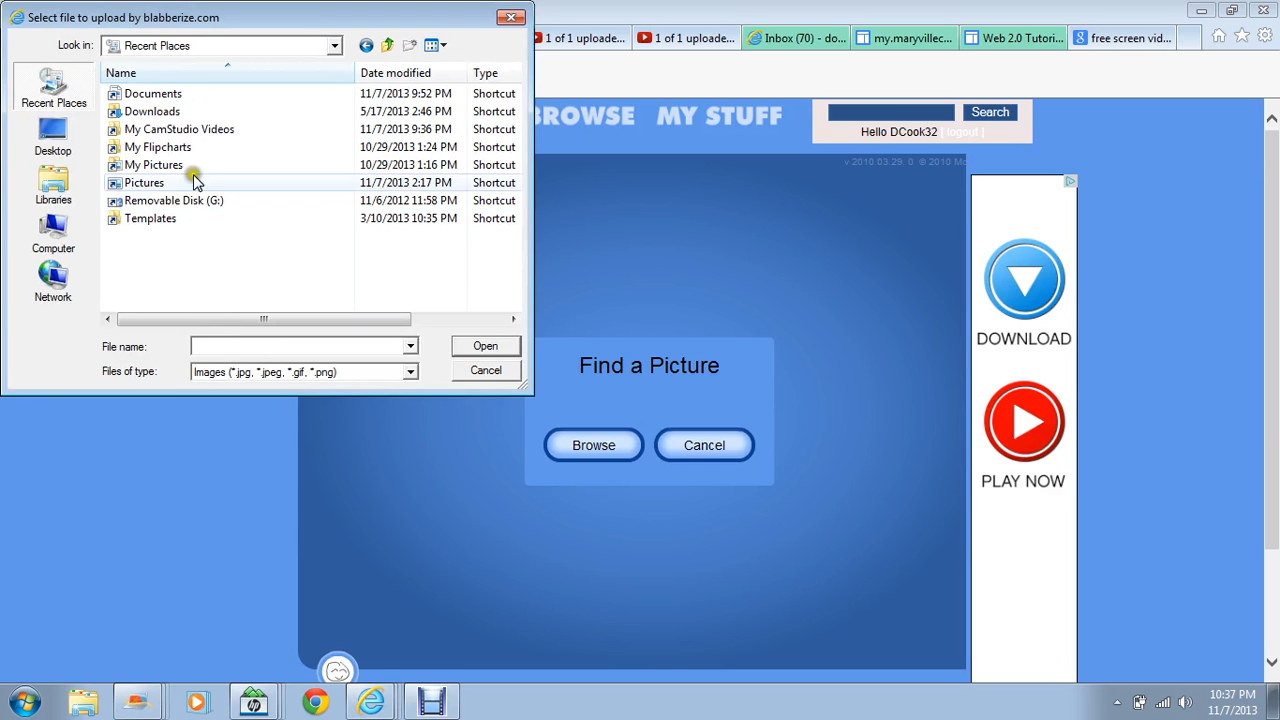 Select file to upload by blabberize.com
Look in: Recent Places
Name Date modified Type
Recent Places
Desktop
Libraries
Computer
Network
Documents 11/7/2013 9:52 PM Shortcut
Downloads 5/17/2013 2:46 PM Shortcut
My CamStudio Videos 11/7/2013 9:36 PM Shortcut
My Flipcharts 10/29/2013 1:24 PM Shortcut
My Pictures 10/29/2013 1:16 PM Shortcut
Pictures 11/7/2013 2:17 PM Shortcut
Removable Disk (G:) 11/6/2012 11:58 PM Shortcut
Templates 3/10/2013 10:35 PM Shortcut
File name: Open
Files of type: Images (*.jpg, *.jpeg, *.gif, *.png) Cancel
1 of 1 uploade... 1 of 1 uploade... Inbox (70) - do... my.maryvillec... Web 2.0 Tutori... free screen vid...
BROWSE MY STUFF
Search
Hello DCook32 [ logout ]
v 2010.03.29. 0 @ 2010
Find a Picture
Browse Cancel
DOWNLOAD
PLAY NOW
hp
10:37 PM
11/7/2013